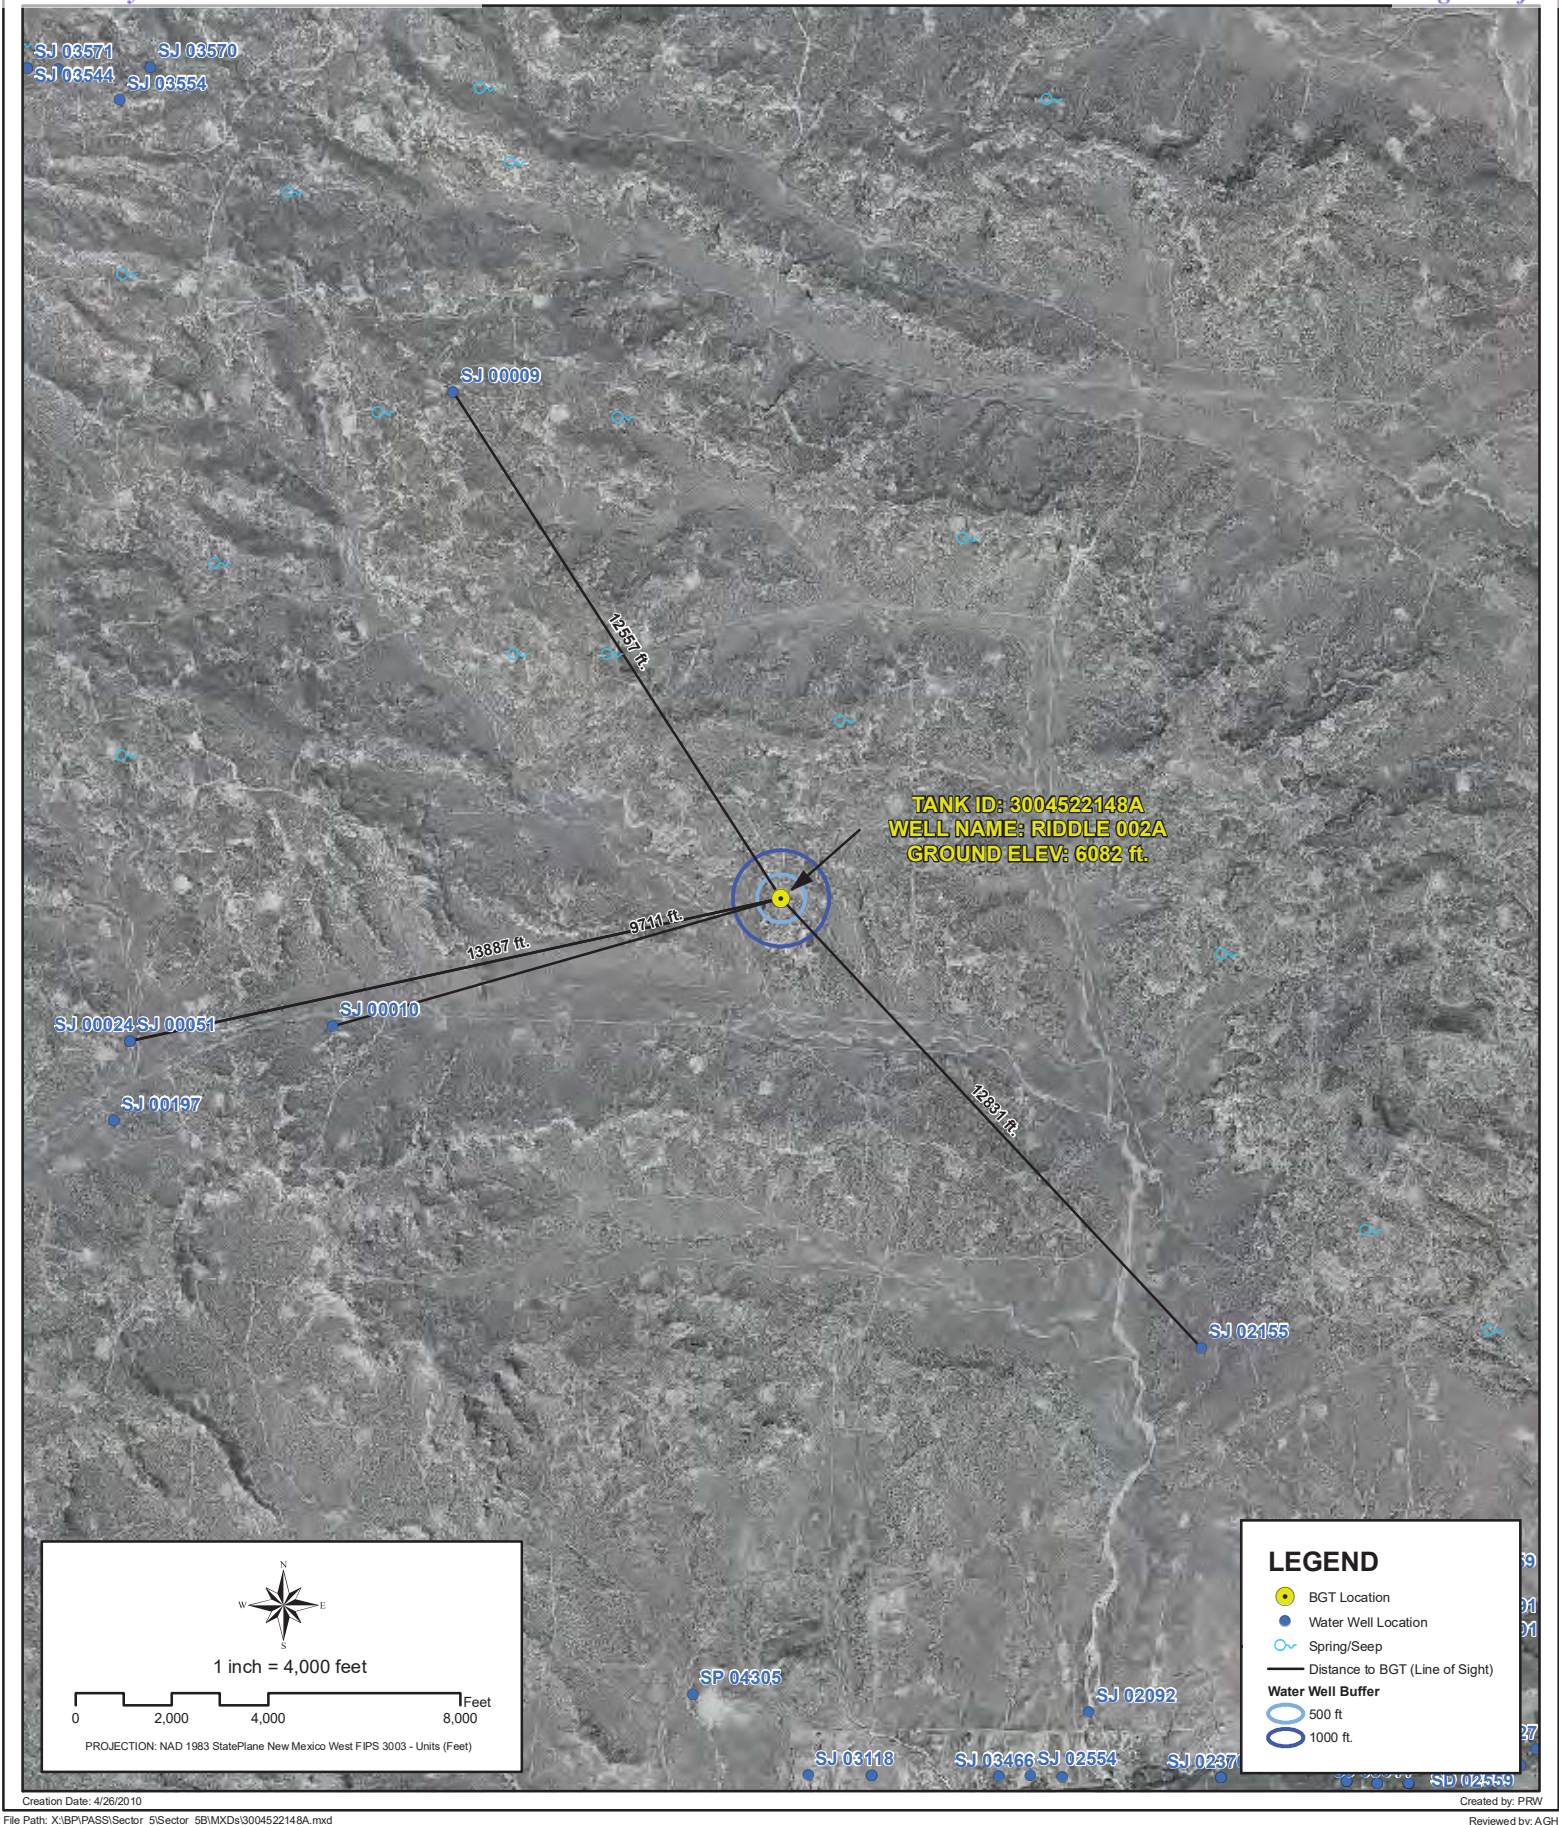 SJ 03571
SJ 03570
SJ 03544
SJ 03554
SJ 00009
12557 ft.
TANK ID: 3004522148A
WELL NAME: RIDDLE 002A
GROUND ELEV: 6082 ft.
9711 ft.
13887 ft.
SJ 00010
SJ 00024 SJ 00051
SJ 00197
12831 ft.
SJ 02155
N
W E
S
1 inch = 4,000 feet
Feet
0 2,000 4,000 8,000
PROJECTION: NAD 1983 StatePlane New Mexico West FIPS 3003 - Units (Feet)
SP 04305
SJ 02092
SJ 03118
SJ 03466 SJ 02554
SD 02559
LEGEND
BGT Location
Water Well Location
Spring/Seep
Distance to BGT (Line of Sight)
Water Well Buffer
500 ft
1000 ft.
Creation Date: 4/26/2010
Created by: PRW
File Path: X:\BP\PASS\Sector_5\Sector_5B\MXDs\3004522148A.mxd
Reviewed by: AGH